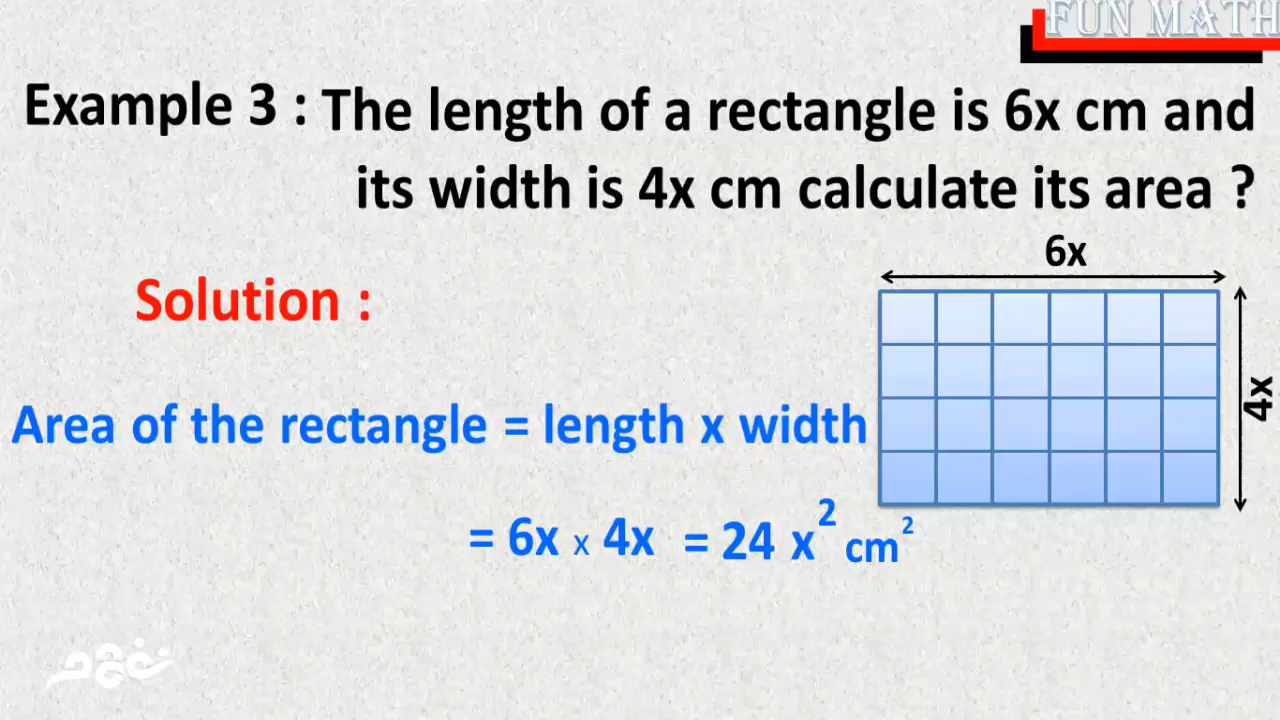 FUN MATH
Example 3 : The length of a rectangle is 6x cm and
its width is 4x cm calculate its area ?
6x
Solution :
4x
Area of the rectangle = length x width
= 6x x 4x = 24 x² cm²
نفهم